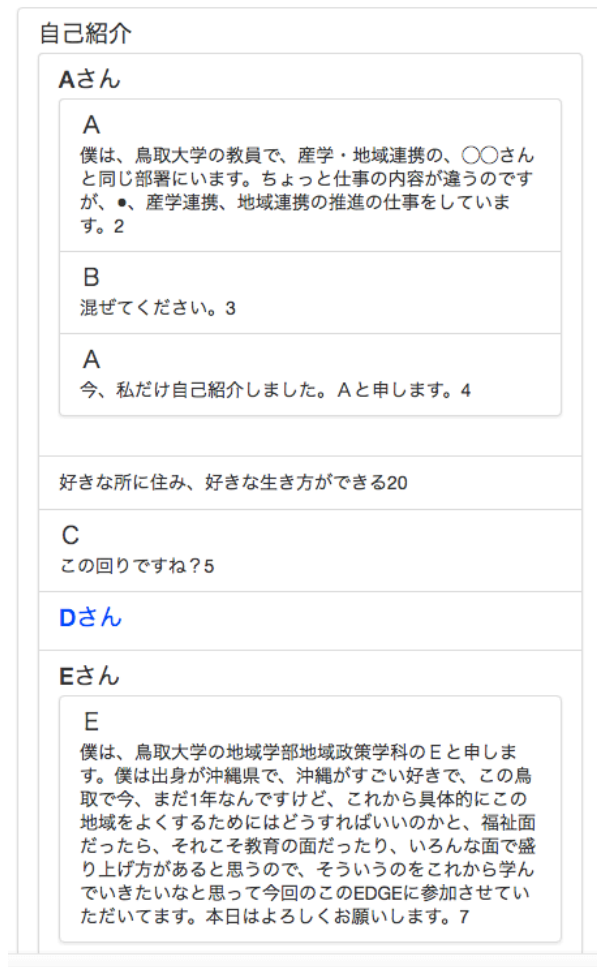 自己紹介
Aさん
A
僕は、鳥取大学の教員で、産学・地域連携の、◯◯さん
と同じ部署にいます。ちょっと仕事の内容が違うのです
が、●、産学連携、地域連携の推進の仕事をしていま
す。2
B
混ぜてください。3
A
今、私だけ自己紹介しました。Ａと申します。4
好きな所に住み、好きな生き方ができる20
C
この回りですね？5
Dさん
Eさん
E
僕は、鳥取大学の地域学部地域政策学科のＥと申しま
す。僕は出身が沖縄県で、沖縄がすごい好きで、この鳥
取で今、まだ1年なんですけど、これから具体的にこの
地域をよくするためにはどうすればいいのかと、福祉面
だったら、それこそ教育の面だったり、いろんな面で盛
り上げ方があると思うので、そういうのをこれから学ん
でいきたいなと思って今回のこのEDGEに参加させてい
ただいてます。本日はよろしくお願いします。7